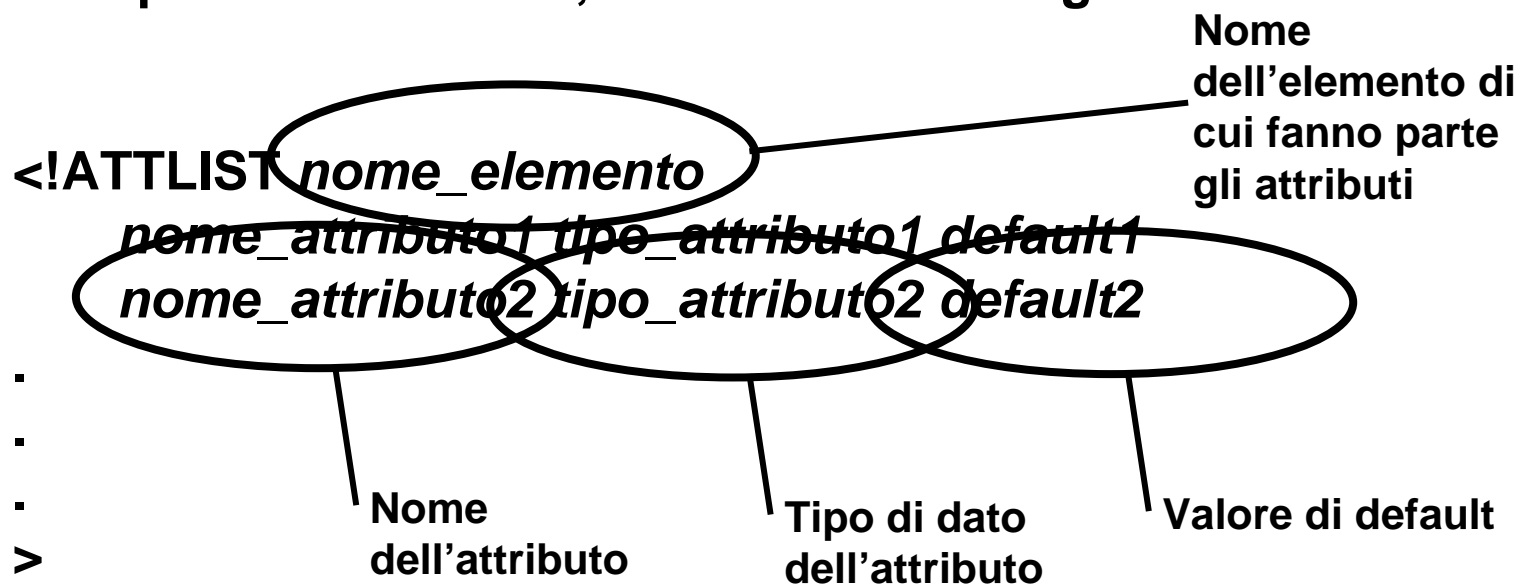 Nome
dell'elemento di
cui fanno parte
gli attributi
<!ATTLIST nome_elemento
nome_attributo1 tipo_attributo1 default1
nome_attributo2 tipo_attributo2 default2
.
.
.
>
Nome
dell'attributo
Tipo di dato
dell'attributo
Valore di default